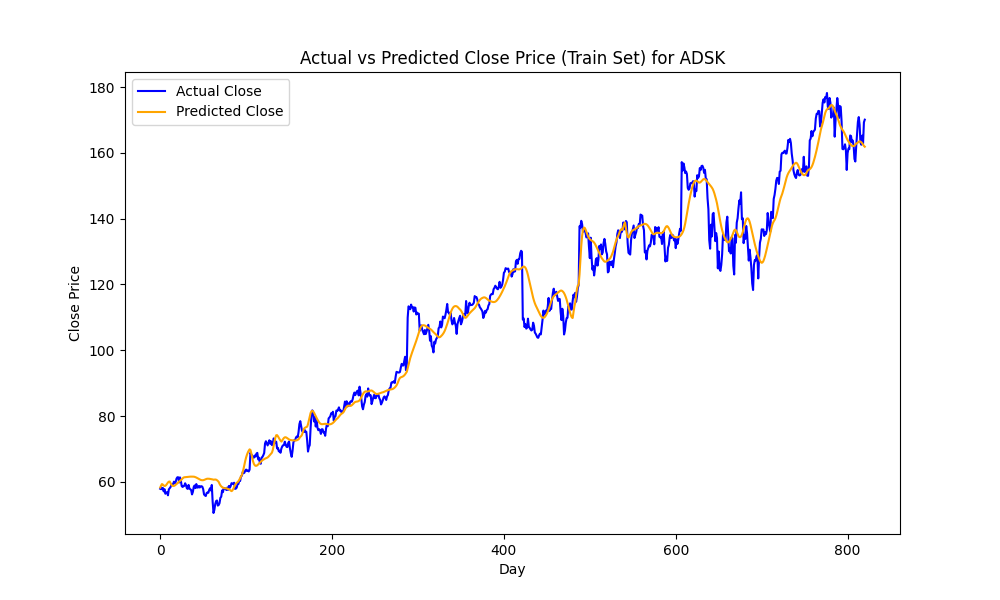 Actual vs Predicted Close Price (Train Set) for ADSK
Actual Close
Predicted Close
Close Price
180
160
140
120
100
80
60
0 200 400 600 800
Day